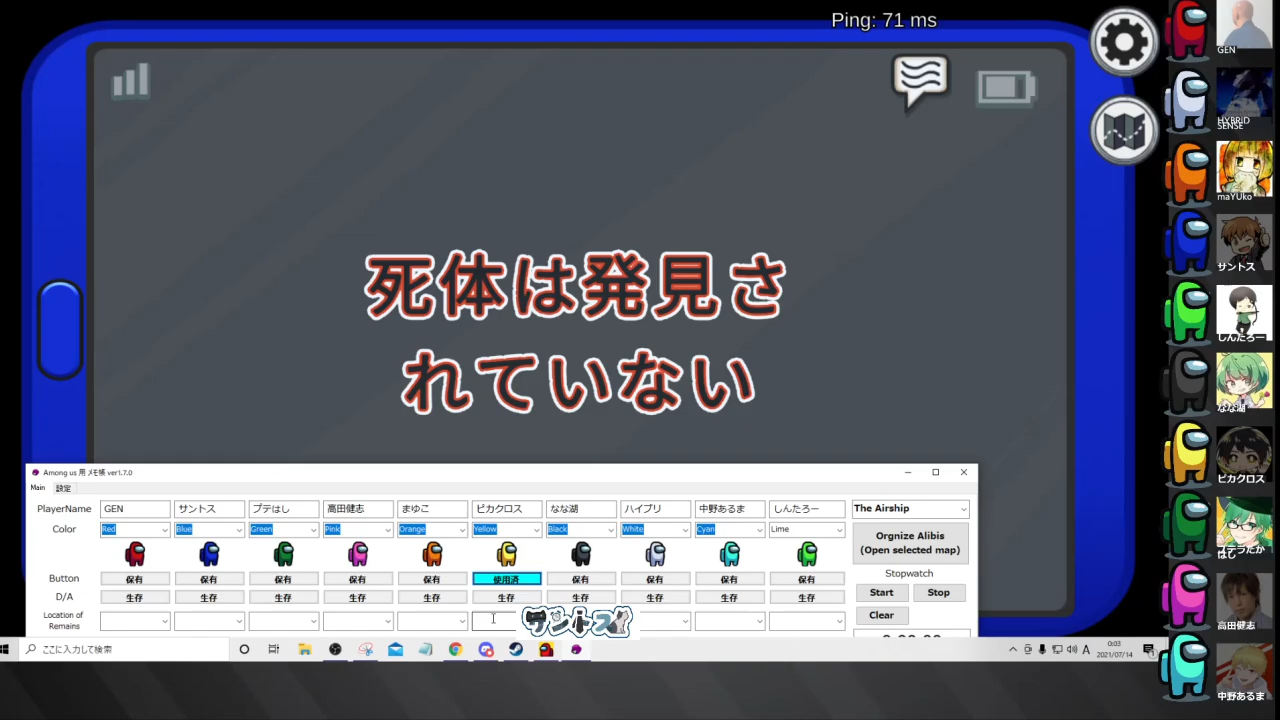 Ping: 71 ms
死体は発見さ
れていない
GEN
HYBRID
SENSE
maYUko
サントス
しんたろー
なな湖
ピカクロス
はし
高田健志
中野あるま
Among us 用 メモ帳 ver1.7.0
Main 設定
PlayerName GEN サントス プテはし 高田健志 まゆこ ピカクロス なな湖 ハイブリ 中野あるま しんたろー The Airship
Color Red Blue Green Pink Orange Yellow Black White Cyan Lime
Orgnize Alibis
(Open selected map)
Button 保有 保有 保有 保有 保有 使用済 保有 保有 保有 保有
Stopwatch
D/A 生存 生存 生存 生存 生存 生存 生存 生存 生存 生存
Start Stop
Location of
Remains
Clear
サントス
ここに入力して検索
A
0:03
2021/07/14